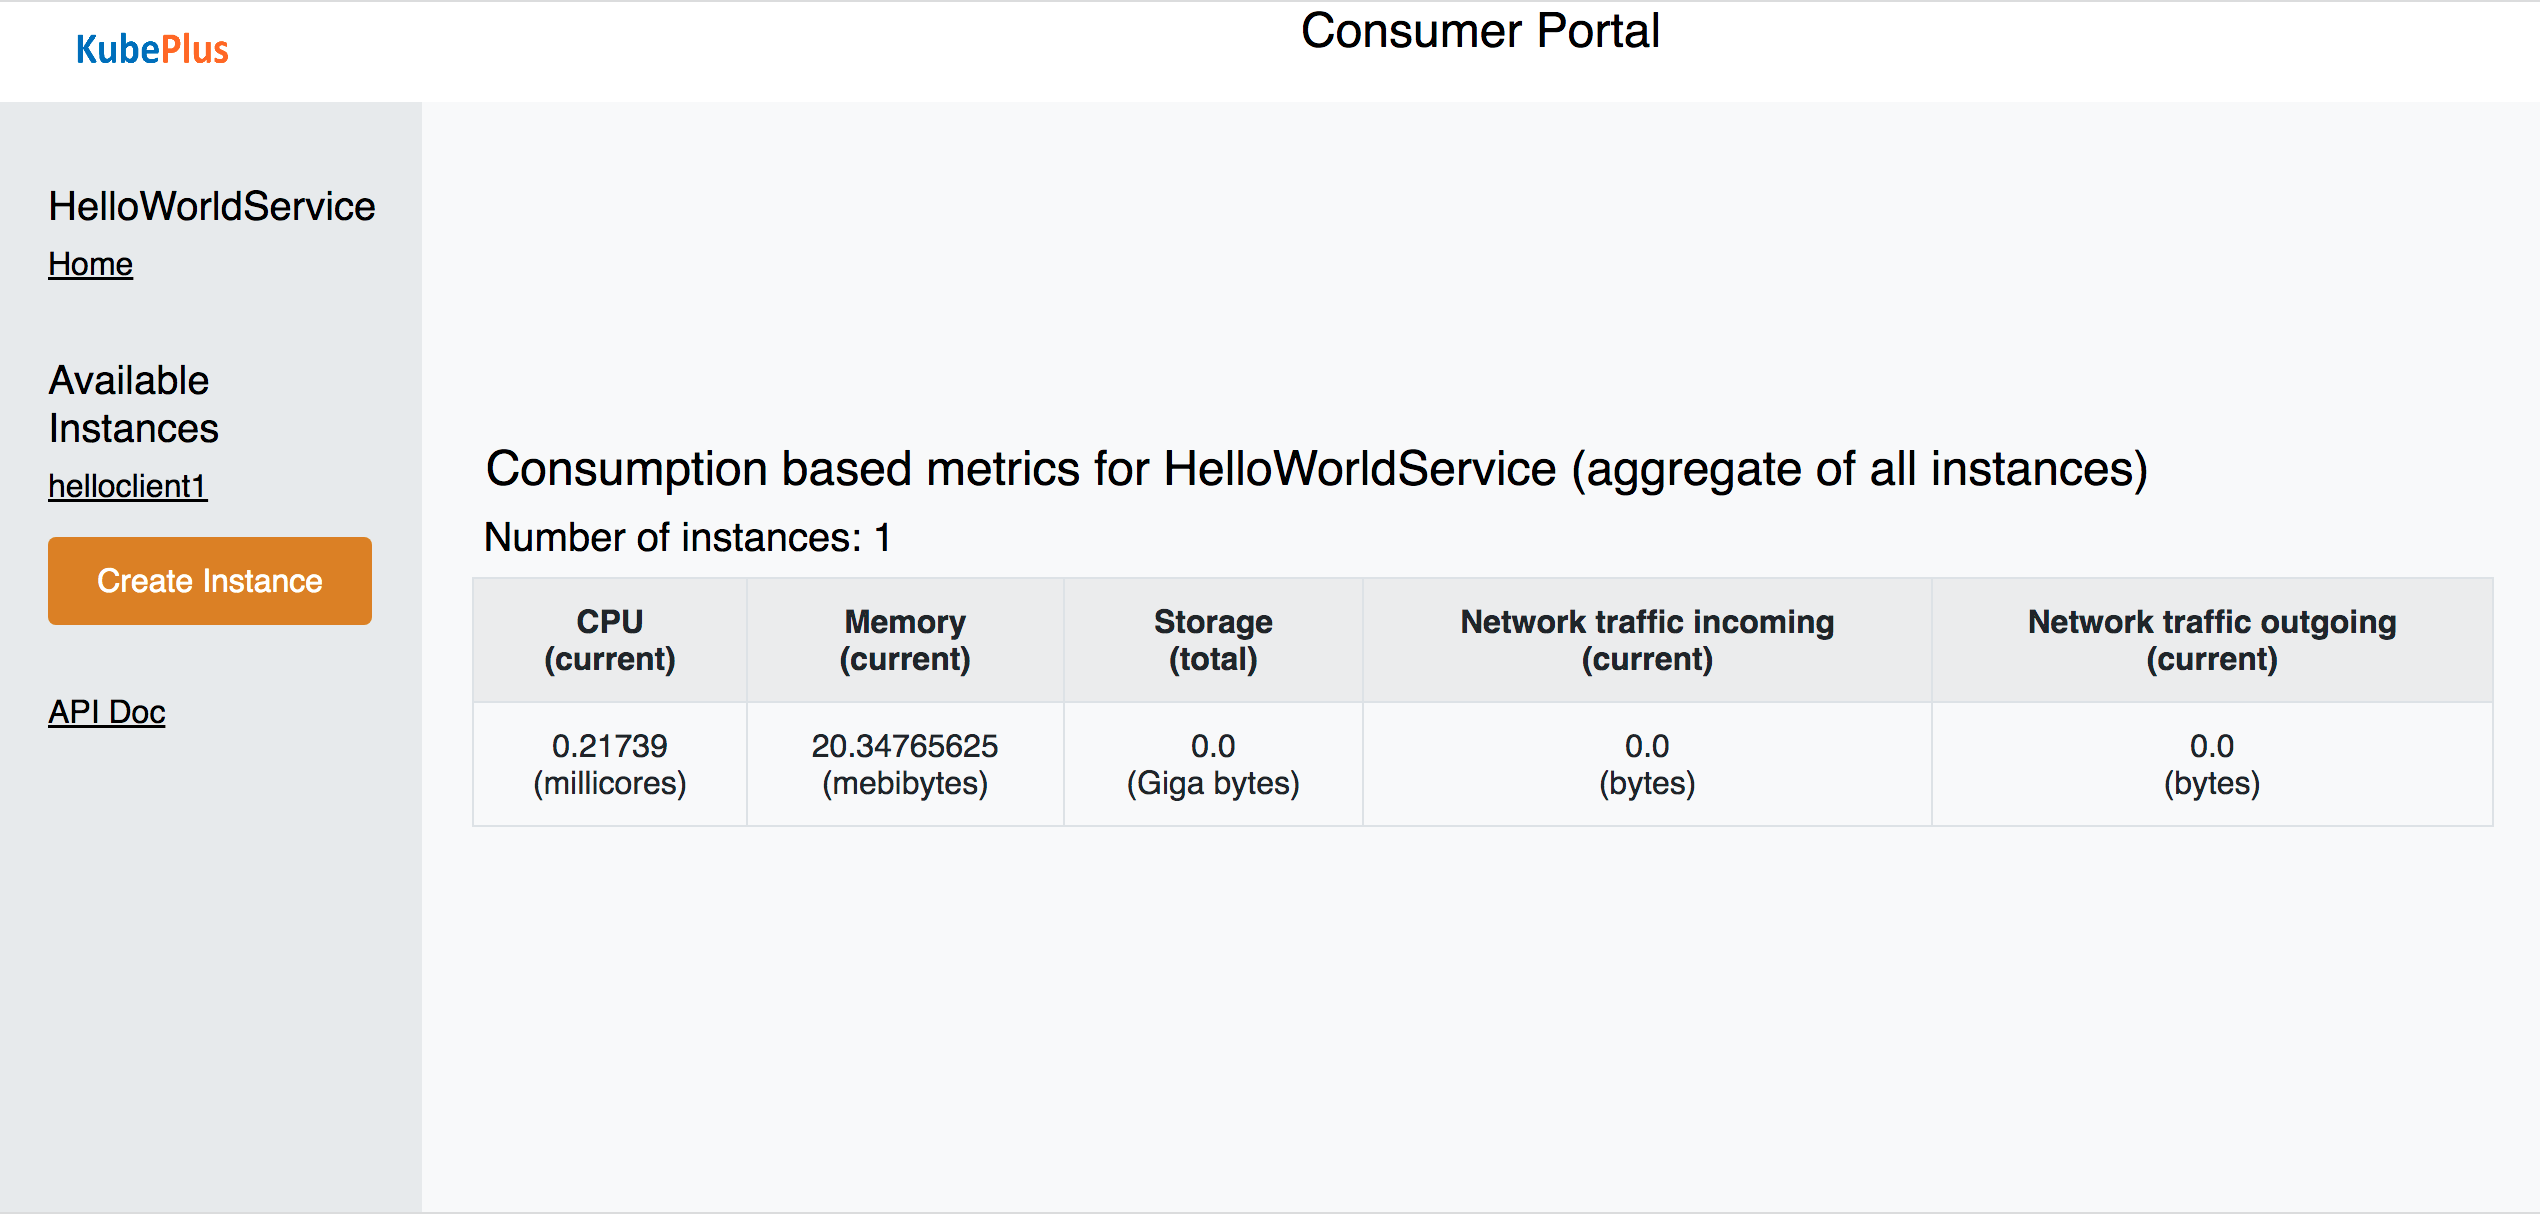 KubePlus
Consumer Portal
HelloWorldService
Home
Available
Instances
helloclient1
Create Instance
API Doc
Consumption based metrics for HelloWorldService (aggregate of all instances)
Number of instances: 1
CPU
(current)
Memory
(current)
Storage
(total)
Network traffic incoming
(current)
Network traffic outgoing
(current)
0.21739
(millicores)
20.34765625
(mebibytes)
0.0
(Giga bytes)
0.0
(bytes)
0.0
(bytes)